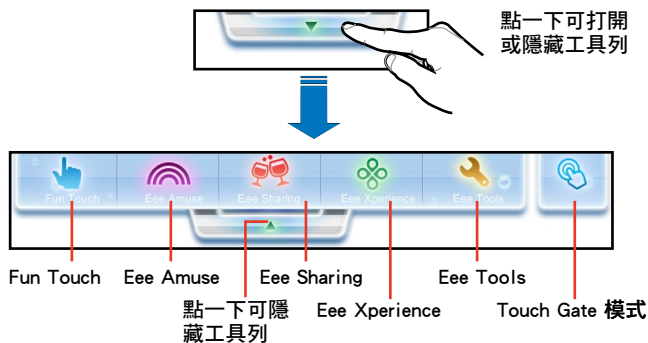 點一下可打開
或隱藏工具列
Fun Touch
Eee Amuse
Eee Sharing
Eee Xperience
Eee Tools
Fun Touch
Eee Amuse
Eee Sharing
Eee Tools
點一下可隱
藏工具列
Eee Xperience
Touch Gate 模式